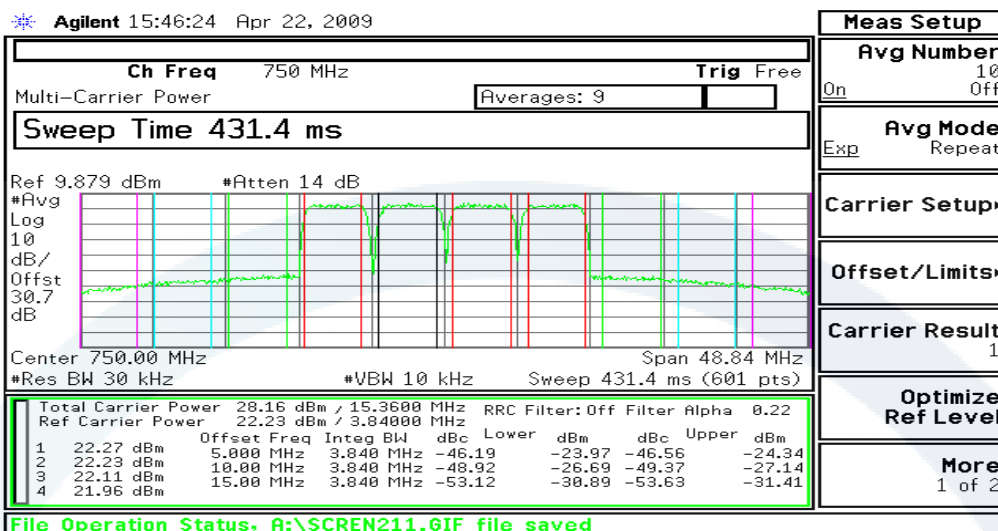 Agilent 15:46:24 Apr 22, 2009
Meas Setup
Ch Freq 750 MHz Trig Free
Multi-Carrier Power Averages: 9
Sweep Time 431.4 ms
Ref 9.879 dBm #Atten 14 dB
#Avg
Log
10
dB/
Offst
30.7
dB
Center 750.00 MHz Span 48.84 MHz
#Res BW 30 kHz #VBW 10 kHz Sweep 431.4 ms (601 pts)
Total Carrier Power 28.16 dBm / 15.3600 MHz RRC Filter: Off Filter Alpha 0.22
Ref Carrier Power 22.23 dBm / 3.84000 MHz
Offset Freq Integ BW dBc Lower dBm dBc Upper dBm
1 22.27 dBm 5.000 MHz 3.840 MHz -46.19 -23.97 -46.56 -24.34
2 22.23 dBm 10.00 MHz 3.840 MHz -48.92 -26.69 -49.37 -27.14
3 22.11 dBm 15.00 MHz 3.840 MHz -53.12 -30.89 -53.63 -31.41
4 21.96 dBm
File Operation Status, A:\SCREN211.GIF file saved
Avg Number
10
On Off
Avg Mode
Exp Repeat
Carrier Setup
Offset/Limits
Carrier Result
1
Optimize
Ref Level
More
1 of 2